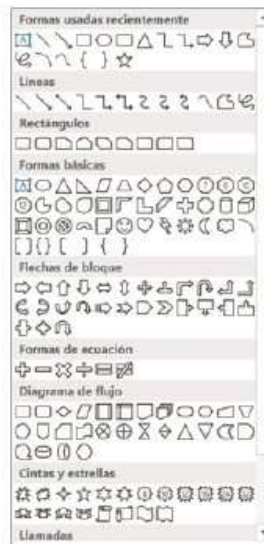 Formas usadas recientemente
Líneas
Rectángulos
Formas básicas
Flechas de bloque
Formas de ecuación
Diagrama de flujo
Cintas y estrellas
Llamadas